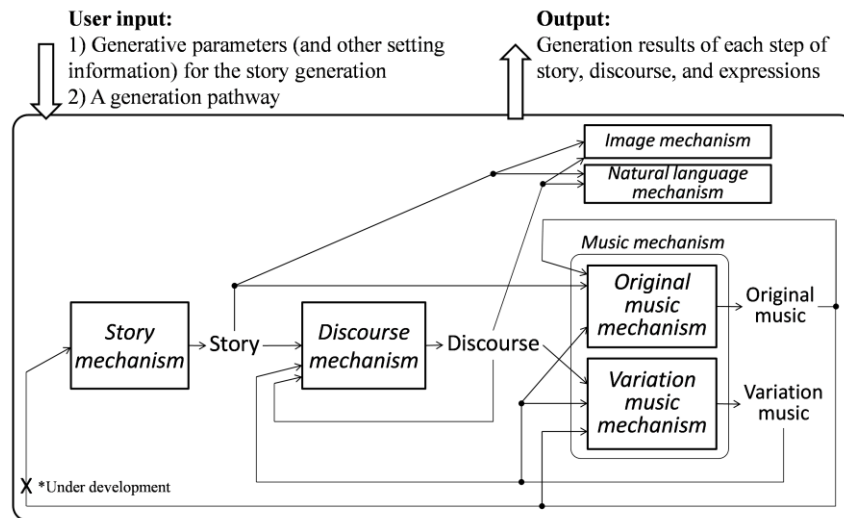 User input:
1) Generative parameters (and other setting
information) for the story generation
2) A generation pathway
Output:
Generation results of each step of
story, discourse, and expressions
Image mechanism
Natural language
mechanism
Music mechanism
Original
music
mechanism
Original
music
Story
mechanism
Story
Discourse
mechanism
Discourse
Variation
music
mechanism
Variation
music
X *Under development